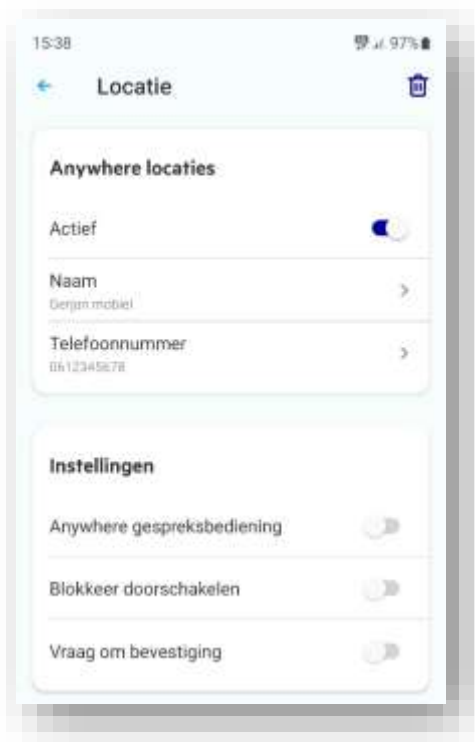 15:38 97%
Locatie
Anywhere locaties
Actief
Naam
Gerjan mobiel
Telefoonnummer
0612345678
Instellingen
Anywhere gespreksbediening
Blokkeer doorschakelen
Vraag om bevestiging